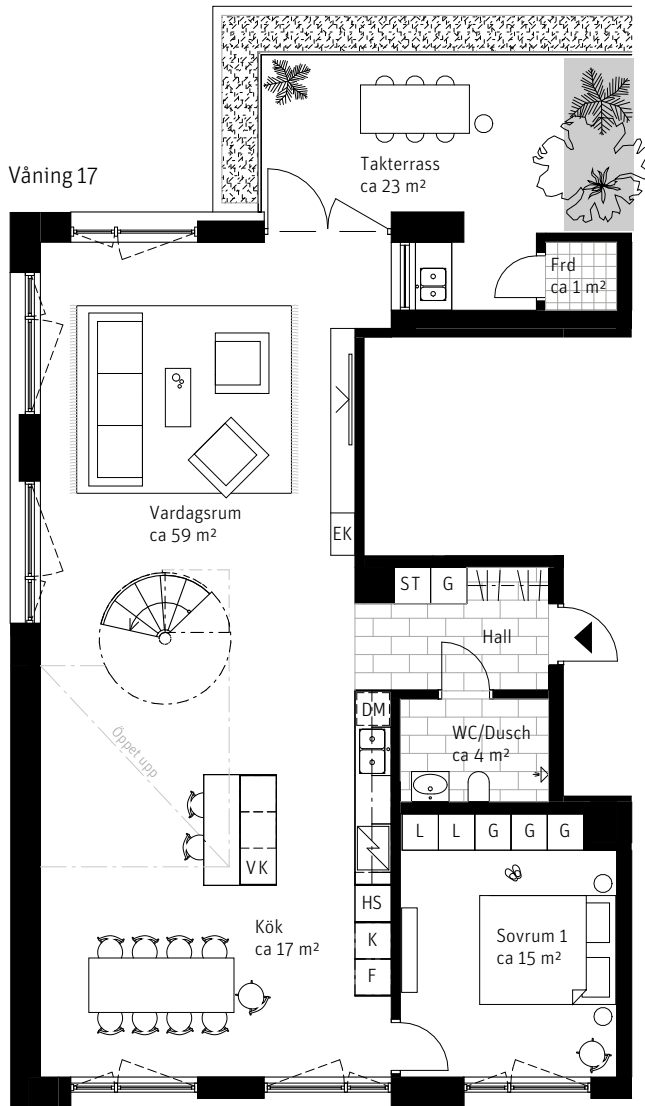 Våning 17
Takterrass
ca 23 m²
Frd
ca 1 m²
Vardagsrum
ca 59 m²
EK
ST
G
Hall
DM
WC/Dusch
ca 4 m²
Öppet upp
VK
L
L
G
G
G
HS
K
F
Kök
ca 17 m²
Sovrum 1
ca 15 m²